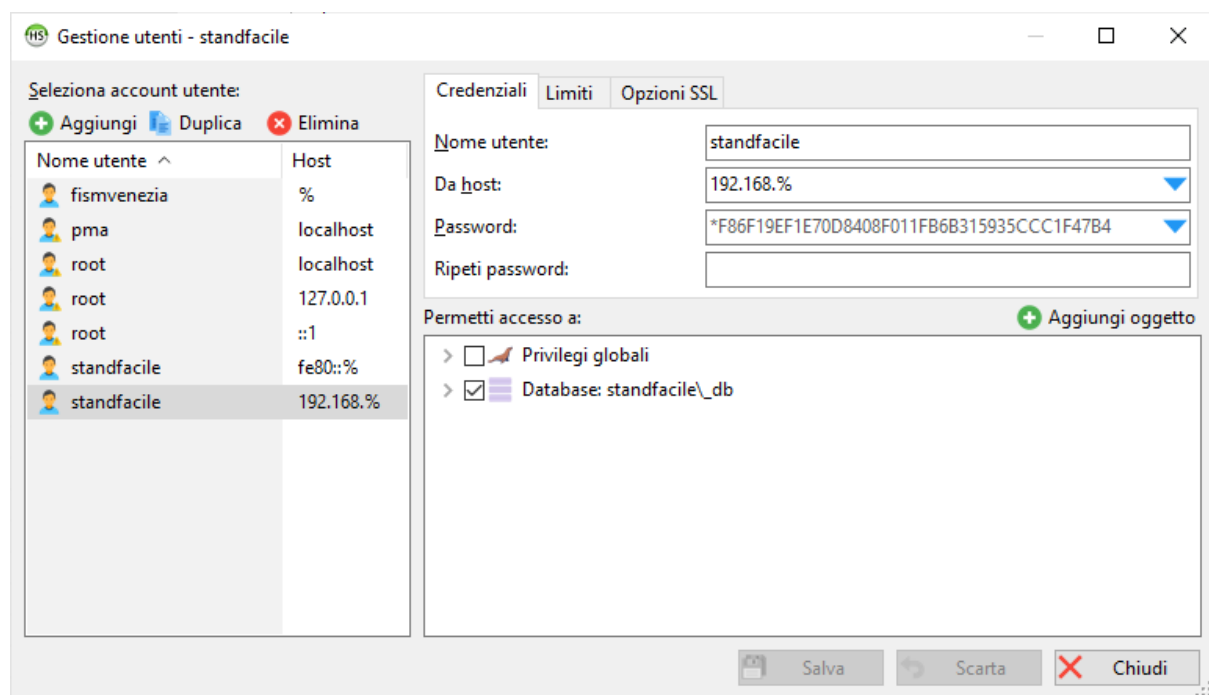 HS Gestione utenti - standfacile
Seleziona account utente:
Aggiungi Duplica Elimina
Nome utente Host
fismvenezia %
pma localhost
root localhost
root 127.0.0.1
root ::1
standfacile fe80::%
standfacile 192.168.%
Credenziali Limiti Opzioni SSL
Nome utente: standfacile
Da host: 192.168.%
Password: *F86F19EF1E70D8408F011FB6B315935CCC1F47B4
Ripeti password:
Permetti accesso a: Aggiungi oggetto
Privilegi globali
Database: standfacile\_db
Salva Scarta Chiudi